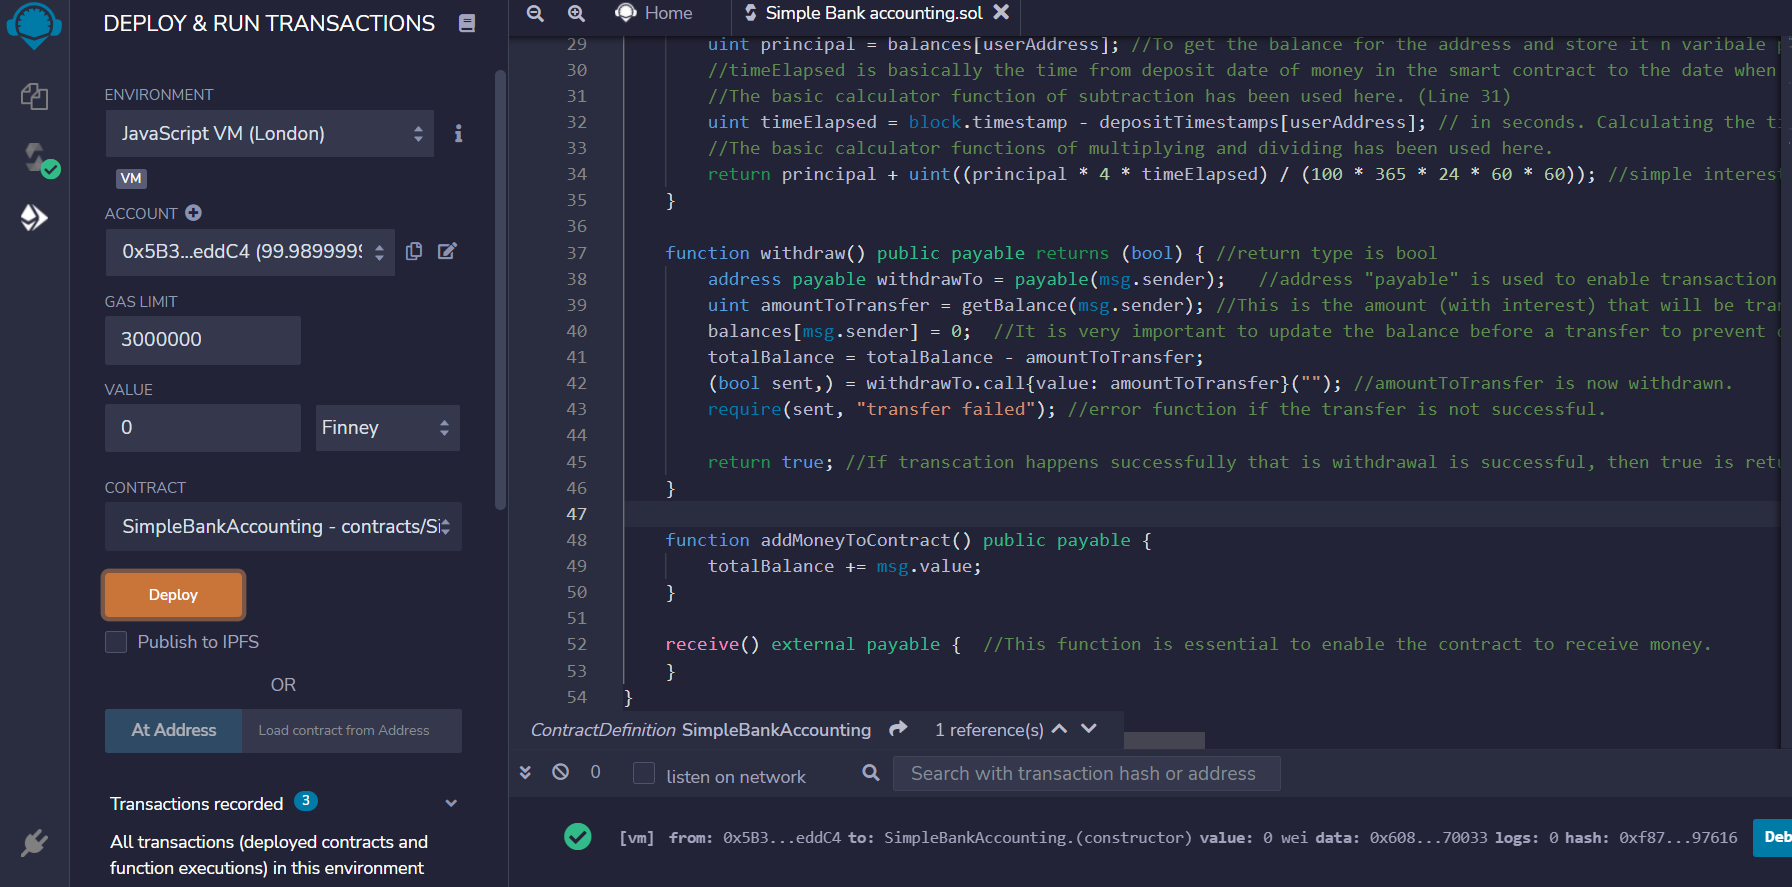 DEPLOY & RUN TRANSACTIONS
ENVIRONMENT
JavaScript VM (London)
VM
ACCOUNT
0x5B3...eddC4 (99.9899999
GAS LIMIT
3000000
VALUE
0
Finney
CONTRACT
SimpleBankAccounting - contracts/Si
Deploy
Publish to IPFS
OR
At Address
Load contract from Address
Transactions recorded 3
All transactions (deployed contracts and
function executions) in this environment
Home
Simple Bank accounting.sol
29 uint principal = balances[userAddress]; //To get the balance for the address and store it n varibale p
30 //timeElapsed is basically the time from deposit date of money in the smart contract to the date when
31 //The basic calculator function of subtraction has been used here. (Line 31)
32 uint timeElapsed = block.timestamp - depositTimestamps[userAddress]; // in seconds. Calculating the ti
33 //The basic calculator functions of multiplying and dividing has been used here.
34 return principal + uint((principal * 4 * timeElapsed) / (100 * 365 * 24 * 60 * 60)); //simple interest
35 }
36
37 function withdraw() public payable returns (bool) { //return type is bool
38 address payable withdrawTo = payable(msg.sender); //address "payable" is used to enable transaction
39 uint amountToTransfer = getBalance(msg.sender); //This is the amount (with interest) that will be tran
40 balances[msg.sender] = 0; //It is very important to update the balance before a transfer to prevent
41 totalBalance = totalBalance - amountToTransfer;
42 (bool sent,) = withdrawTo.call{value: amountToTransfer}(""); //amountToTransfer is now withdrawn.
43 require(sent, "transfer failed"); //error function if the transfer is not successful.
44
45 return true; //If transcation happens successfully that is withdrawal is successful, then true is retu
46 }
47
48 function addMoneyToContract() public payable {
49 totalBalance += msg.value;
50 }
51
52 receive() external payable { //This function is essential to enable the contract to receive money.
53 }
54 }
ContractDefinition SimpleBankAccounting 1 reference(s)
0 listen on network Search with transaction hash or address
[vm] from: 0x5B3...eddC4 to: SimpleBankAccounting.(constructor) value: 0 wei data: 0x608...70033 logs: 0 hash: 0xf87...97616
Deb